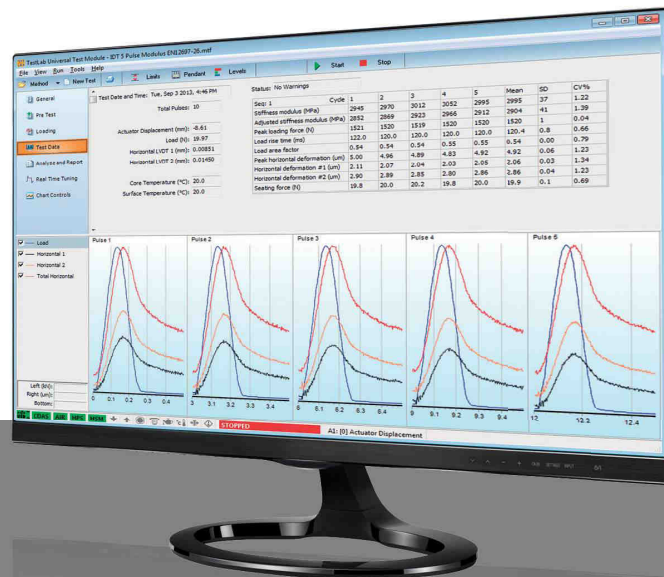 TestLab Universal Test Module - IDT 5 Pulse Modulus EN12697-26.mtf
File View Run Tools Help
Method New Test Limits Pendant Levels Start Stop
General
Pre Test
Loading
Test Data
Analyse and Report
Real Time Tuning
Chart Controls
Test Date and Time: Tue, Sep 3 2013, 4:46 PM
Total Pulses: 10
Actuator Displacement (mm): -8.61
Load (N): 19.97
Horizontal LVDT 1 (mm): 0.00851
Horizontal LVDT 2 (mm): 0.01450
Core Temperature (°C): 20.0
Surface Temperature (°C): 20.0
Status: No Warnings
Seq: 1 Cycle 1 2 3 4 5 Mean SD CV%
Stiffness modulus (MPa) 2945 2970 3012 3052 2995 2995 37 1.22
Adjusted stiffness modulus (MPa) 2852 2869 2923 2966 2912 2904 41 1.39
Peak loading force (N) 1521 1520 1519 1520 1520 1520 1 0.04
Load rise time (ms) 122.0 120.0 120.0 120.0 120.0 120.4 0.8 0.66
Load area factor 0.54 0.54 0.55 0.55 0.54 0.54 0.00 0.79
Peak horizontal deformation (um) 5.00 4.96 4.89 4.83 4.92 4.92 0.06 1.23
Horizontal deformation #1 (um) 2.11 2.07 2.04 2.03 2.05 2.06 0.03 1.34
Horizontal deformation #2 (um) 2.90 2.89 2.85 2.80 2.86 2.86 0.04 1.23
Seating force (N) 19.8 20.0 20.2 19.8 20.0 19.9 0.1 0.69
Load
Horizontal 1
Horizontal 2
Total Horizontal
Pulse 1 Pulse 2 Pulse 3 Pulse 4 Pulse 5
0 0.1 0.2 0.3 0.4
3 3.1 3.2 3.3 3.4
6 6.1 6.2 6.3 6.4
9 9.1 9.2 9.3 9.4
12 12.2 12.4
Left (kN):
Right (um):
Bottom:
CDAS AIR HPS MSM STOPPED A1: [0] Actuator Displacement